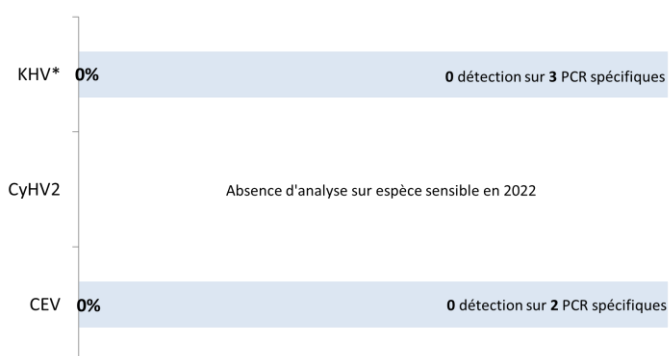 KHV* 0% 0 détection sur 3 PCR spécifiques
CyHV2 Absence d'analyse sur espèce sensible en 2022
CEV 0% 0 détection sur 2 PCR spécifiques